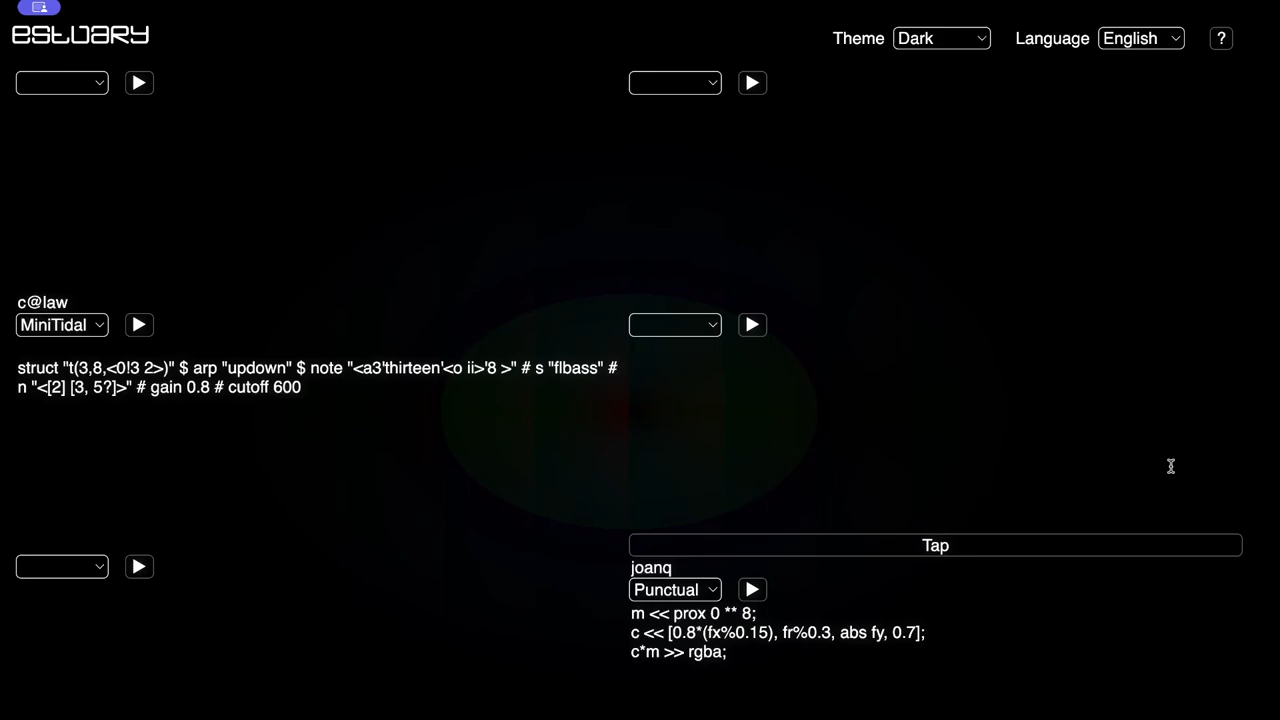 estuary
Theme Dark Language English ?
c@law
MiniTidal
struct "t(3,8,<0!3 2>)" $ arp "updown" $ note "<a3'thirteen'<o ii>'8 >" # s "flbass" #
n "<[2] [3, 5?]>" # gain 0.8 # cutoff 600
Tap
joanq
Punctual
m << prox 0 ** 8;
c << [0.8*(fx%0.15), fr%0.3, abs fy, 0.7];
c*m >> rgba;